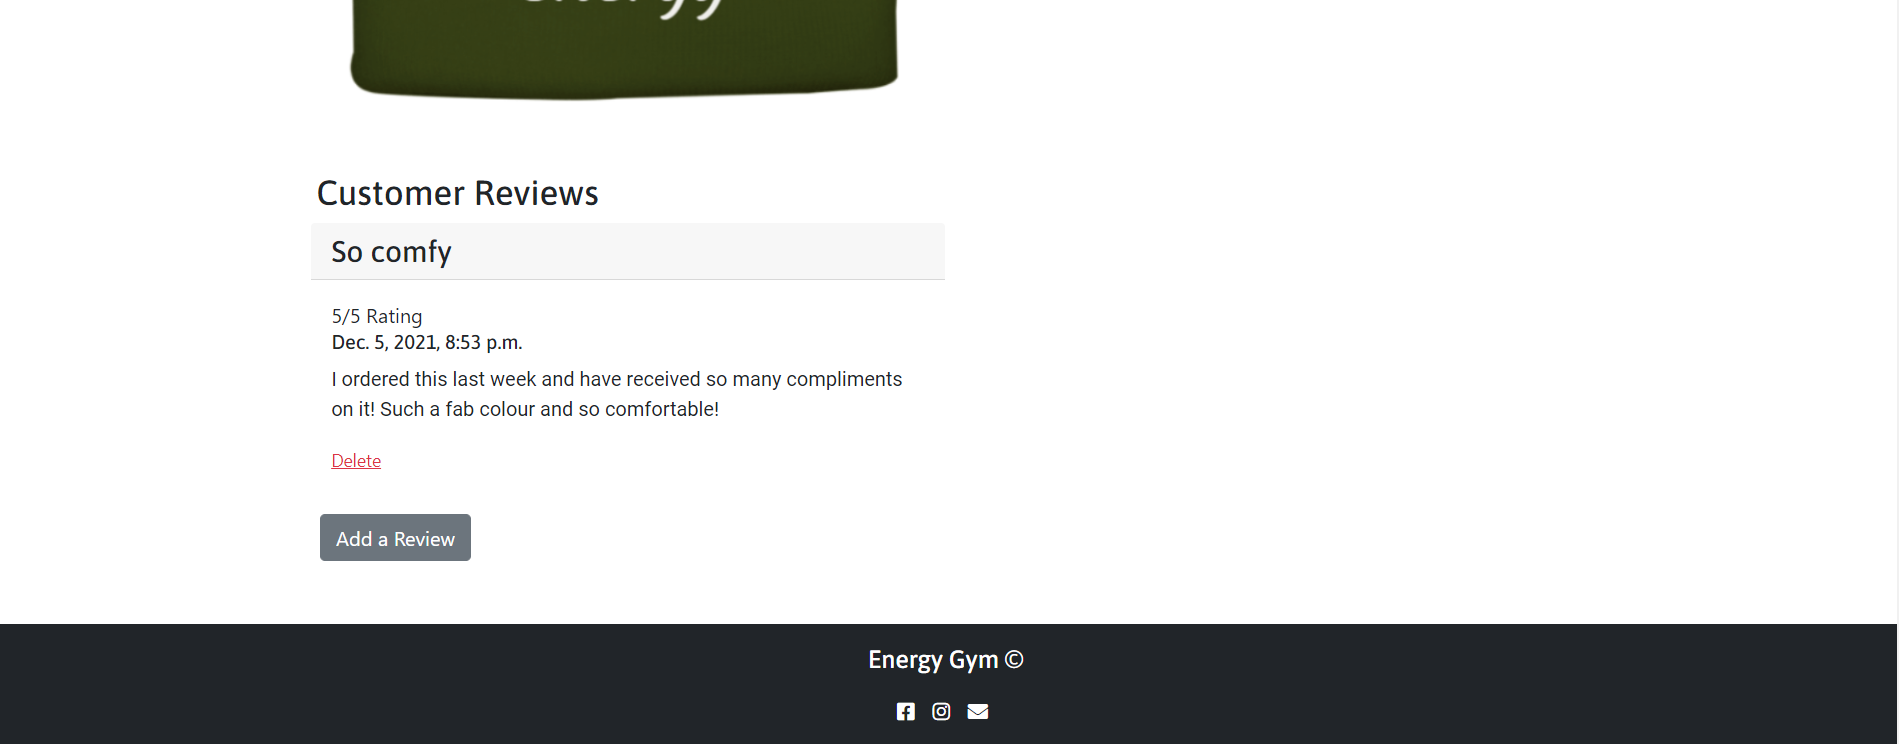 energy
Customer Reviews
So comfy
5/5 Rating
Dec. 5, 2021, 8:53 p.m.
I ordered this last week and have received so many compliments
on it! Such a fab colour and so comfortable!
Delete
Add a Review
Energy Gym ©